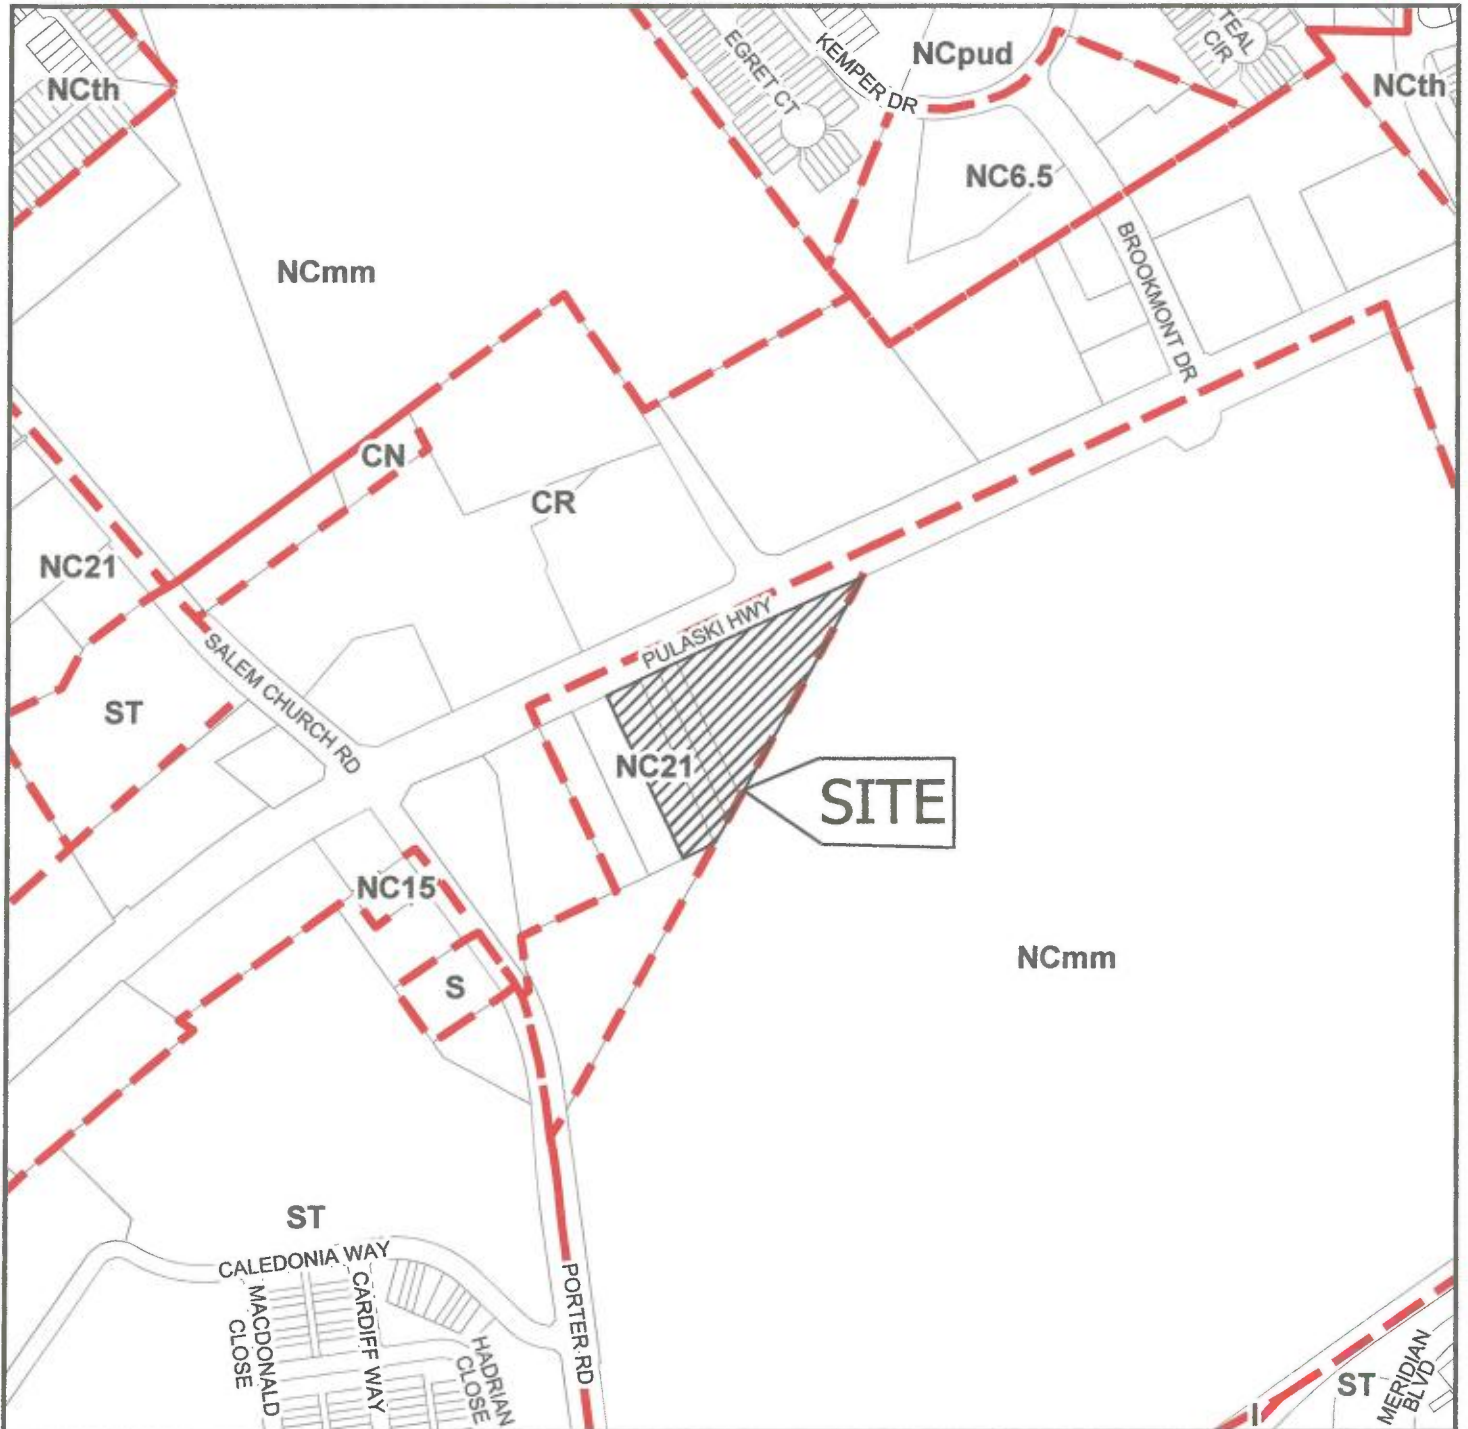 EGRET CT
KEMPER DR
NCpud
TEAL
CIR
NCth
NCth
NC6.5
NCmm
BROOKMONT DR
CN
CR
NC21
PULASKI HWY
SALEM CHURCH RD
ST
NC21
SITE
NC15
NCmm
S
ST
CALEDONIA WAY
MACDONALD
CLOSE
CARDIFF WAY
HADRIAN
CLOSE
PORTER RD
ST
MERIDIAN
BLVD
I